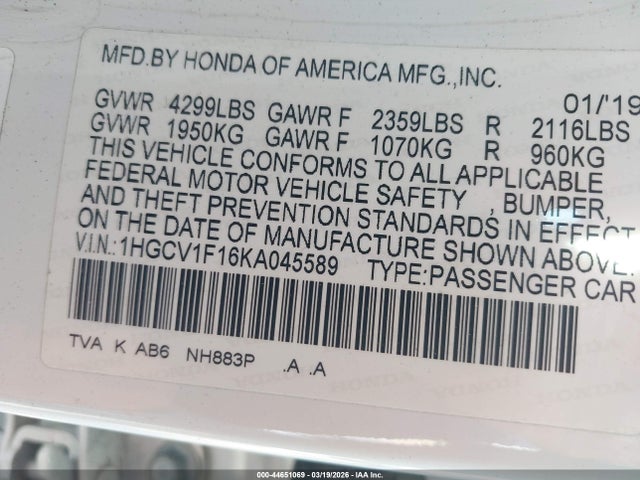 MFD.BY HONDA OF AMERICA MFG.,INC.
01/'19
GVWR 4299LBS GAWR F 2359LBS R 2116LBS
GVWR 1950KG GAWR F 1070KG R 960KG
THIS VEHICLE CONFORMS TO ALL APPLICABLE
FEDERAL MOTOR VEHICLE SAFETY , BUMPER,
AND THEFT PREVENTION STANDARDS IN EFFECT
ON THE DATE OF MANUFACTURE SHOWN ABOVE.
V.I.N.:1HGCV1F16KA045589 TYPE:PASSENGER CAR
TVA K AB6 NH883P .A .A
000-44651069 | 03/19/2026 | IAA Inc.